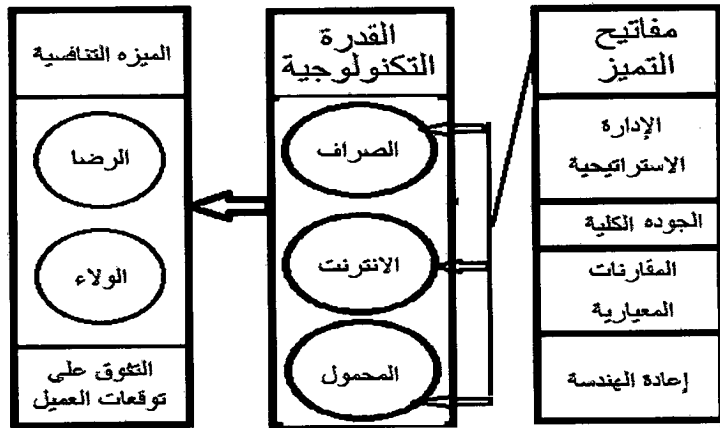 مفاتيح
التميز
الإدارة
الاستراتيجية
الجوده الكلية
المقارنات
المعيارية
إعادة الهندسة
القدرة
التكنولوجية
الصراف
الانترنت
المحمول
الميزه التنافسية
الرضا
الولاء
التفوق على
توقعات العميل